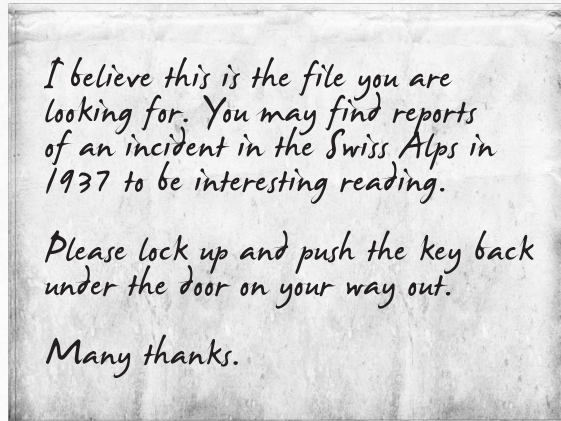 I believe this is the file you are
looking for. You may find reports
of an incident in the Swiss Alps in
1937 to be interesting reading.
Please lock up and push the key back
under the door on your way out.
Many thanks.